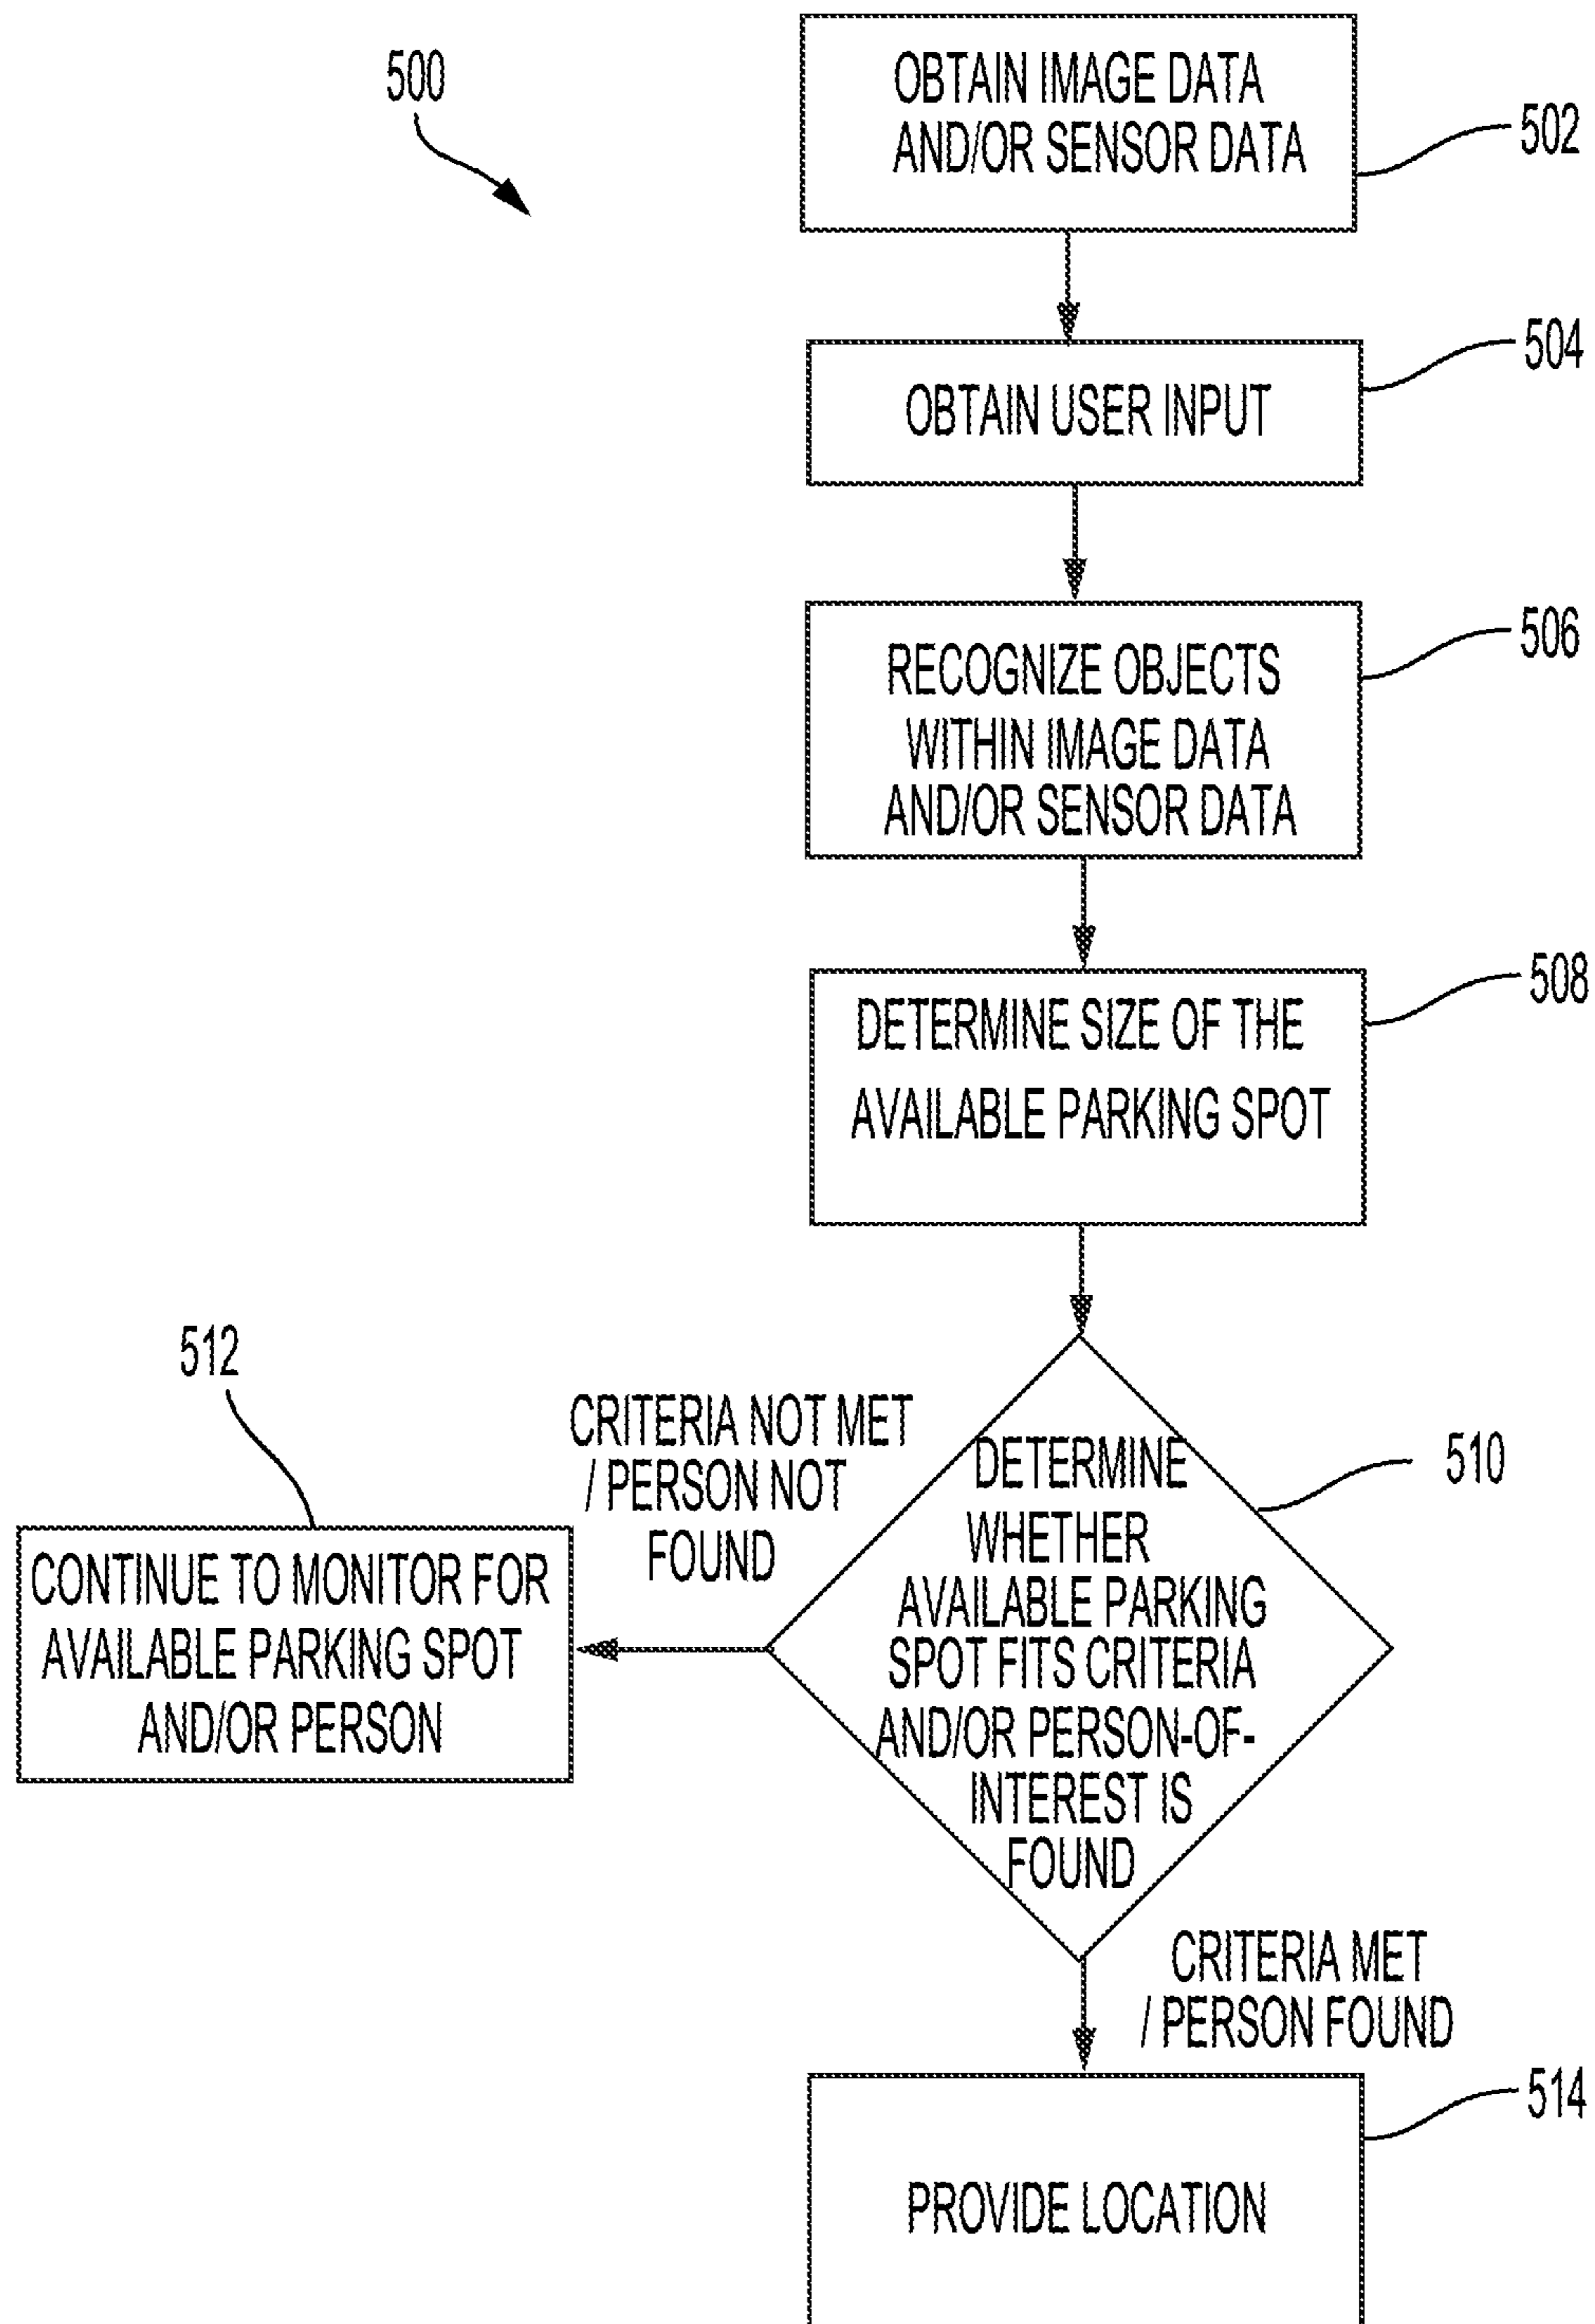 500
OBTAIN IMAGE DATA
AND/OR SENSOR DATA
502
OBTAIN USER INPUT
504
RECOGNIZE OBJECTS
WITHIN IMAGE DATA
AND/OR SENSOR DATA
506
DETERMINE SIZE OF THE
AVAILABLE PARKING SPOT
508
DETERMINE
WHETHER
AVAILABLE PARKING
SPOT FITS CRITERIA
AND/OR PERSON-OF-
INTEREST IS
FOUND
510
CRITERIA NOT MET
/ PERSON NOT
FOUND
512
CONTINUE TO MONITOR FOR
AVAILABLE PARKING SPOT
AND/OR PERSON
CRITERIA MET
/ PERSON FOUND
514
PROVIDE LOCATION